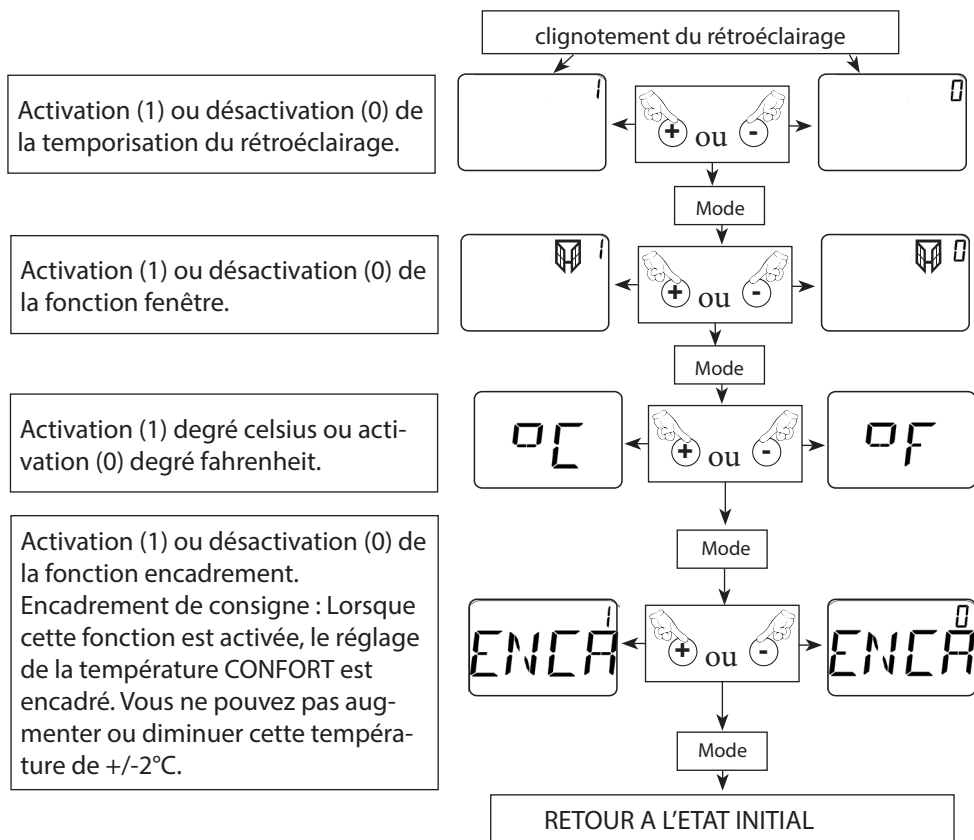 clignotement du rétroéclairage
Activation (1) ou désactivation (0) de
la temporisation du rétroéclairage.
1
+ ou -
0
Mode
Activation (1) ou désactivation (0) de
la fonction fenêtre.
1
+ ou -
0
Mode
Activation (1) degré celsius ou acti-
vation (0) degré fahrenheit.
°C
+ ou -
°F
Mode
Activation (1) ou désactivation (0) de
la fonction encadrement.
Encadrement de consigne : Lorsque
cette fonction est activée, le réglage
de la température CONFORT est
encadré. Vous ne pouvez pas aug-
menter ou diminuer cette tempéra-
ture de +/-2°C.
1
ENCA
+ ou -
0
ENCA
Mode
RETOUR A L'ETAT INITIAL